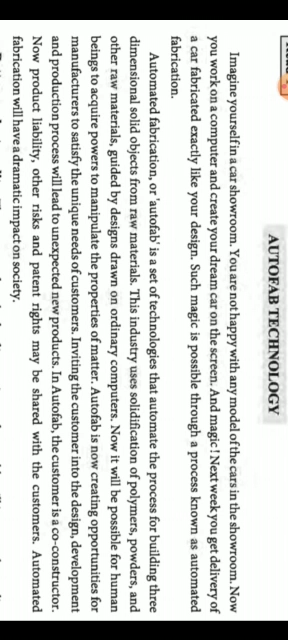 AUTOFAB TECHNOLOGY
Imagine yourself in a car showroom. You are not happy with any model of the cars in the showroom. Now
you work on a computer and create your dream car on the screen. And magic ! Next week you get delivery of
a car fabricated exactly like your design. Such magic is possible through a process known as automated
fabrication.
Automated fabrication, or 'autofab' is a set of technologies that automate the process for building three
dimensional solid objects from raw materials. This industry uses solidification of polymers, powders, and
other raw materials, guided by designs drawn on ordinary computers. Now it will be possible for human
beings to acquire powers to manipulate the properties of matter. Autofab is now creating opportunities for
manufacturers to satisfy the unique needs of customers. Inviting the customer into the design, development
and production process will lead to unexpected new products. In Autofab, the customer is a co-constructor.
Now product liability, other risks and patent rights may be shared with the customers. Automated
fabrication will have a dramatic impact on society.